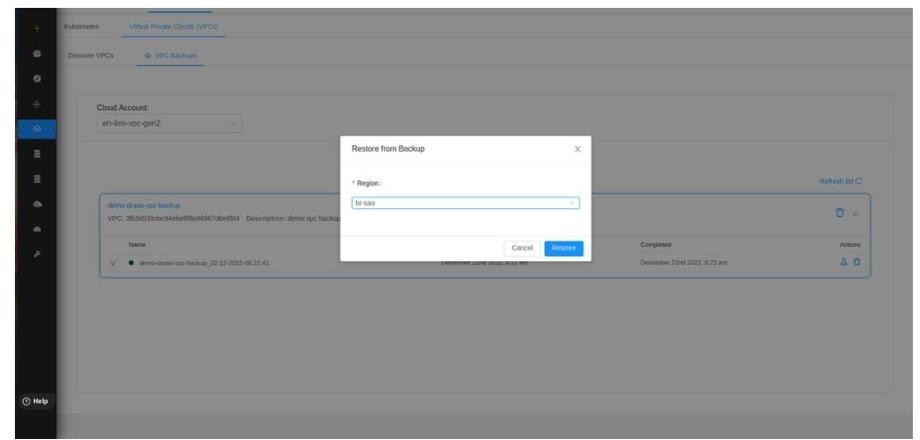 Kubernetes Virtual Private Clouds (VPCs)
Discover VPCs VPC Backups
Cloud Account:
eh-ibm-vpc-gen2
Restore from Backup
* Region:
br-sao
Cancel Restore
Refresh list
demo-draas-vpc-backup
Description: demo vpc backup
Name Completed Actions
demo-draas-vpc-backup_22-12-2022-08.22.41 December 22nd 2022, 8:22 am December 22nd 2022, 8:22 am
Help